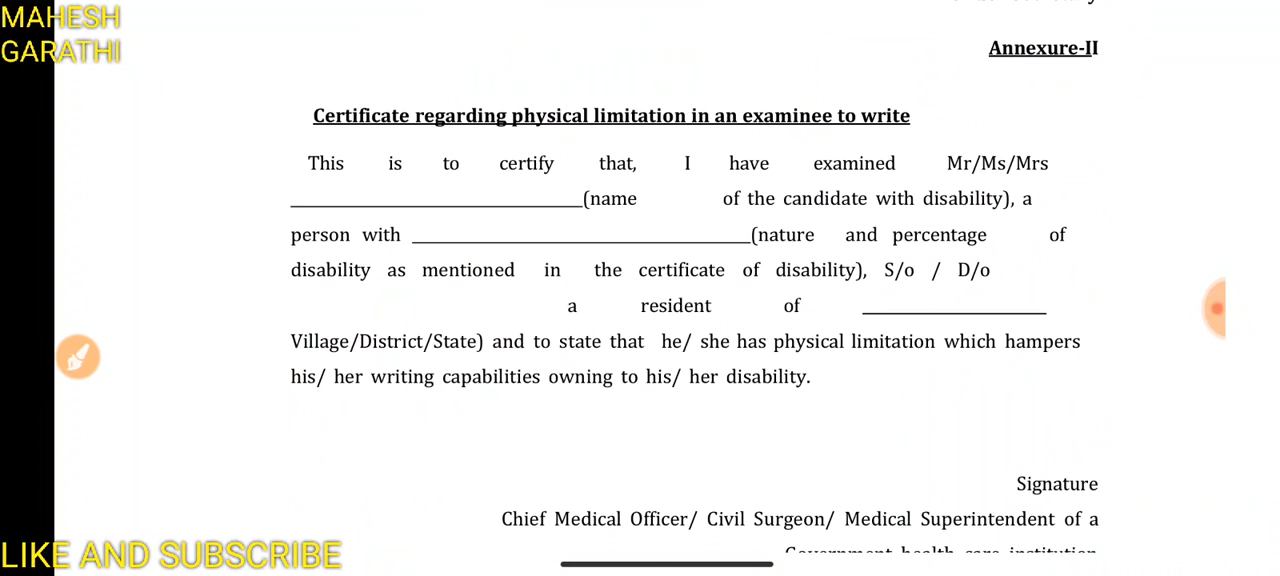 MAHESH
GARATHI
Annexure-II
Certificate regarding physical limitation in an examinee to write
This is to certify that, I have examined Mr/Ms/Mrs
(name of the candidate with disability), a
person with (nature and percentage of
disability as mentioned in the certificate of disability), S/o / D/o
a resident of
Village/District/State) and to state that he/ she has physical limitation which hampers
his/ her writing capabilities owning to his/ her disability.
Signature
Chief Medical Officer/ Civil Surgeon/ Medical Superintendent of a
Government health care institution
LIKE AND SUBSCRIBE